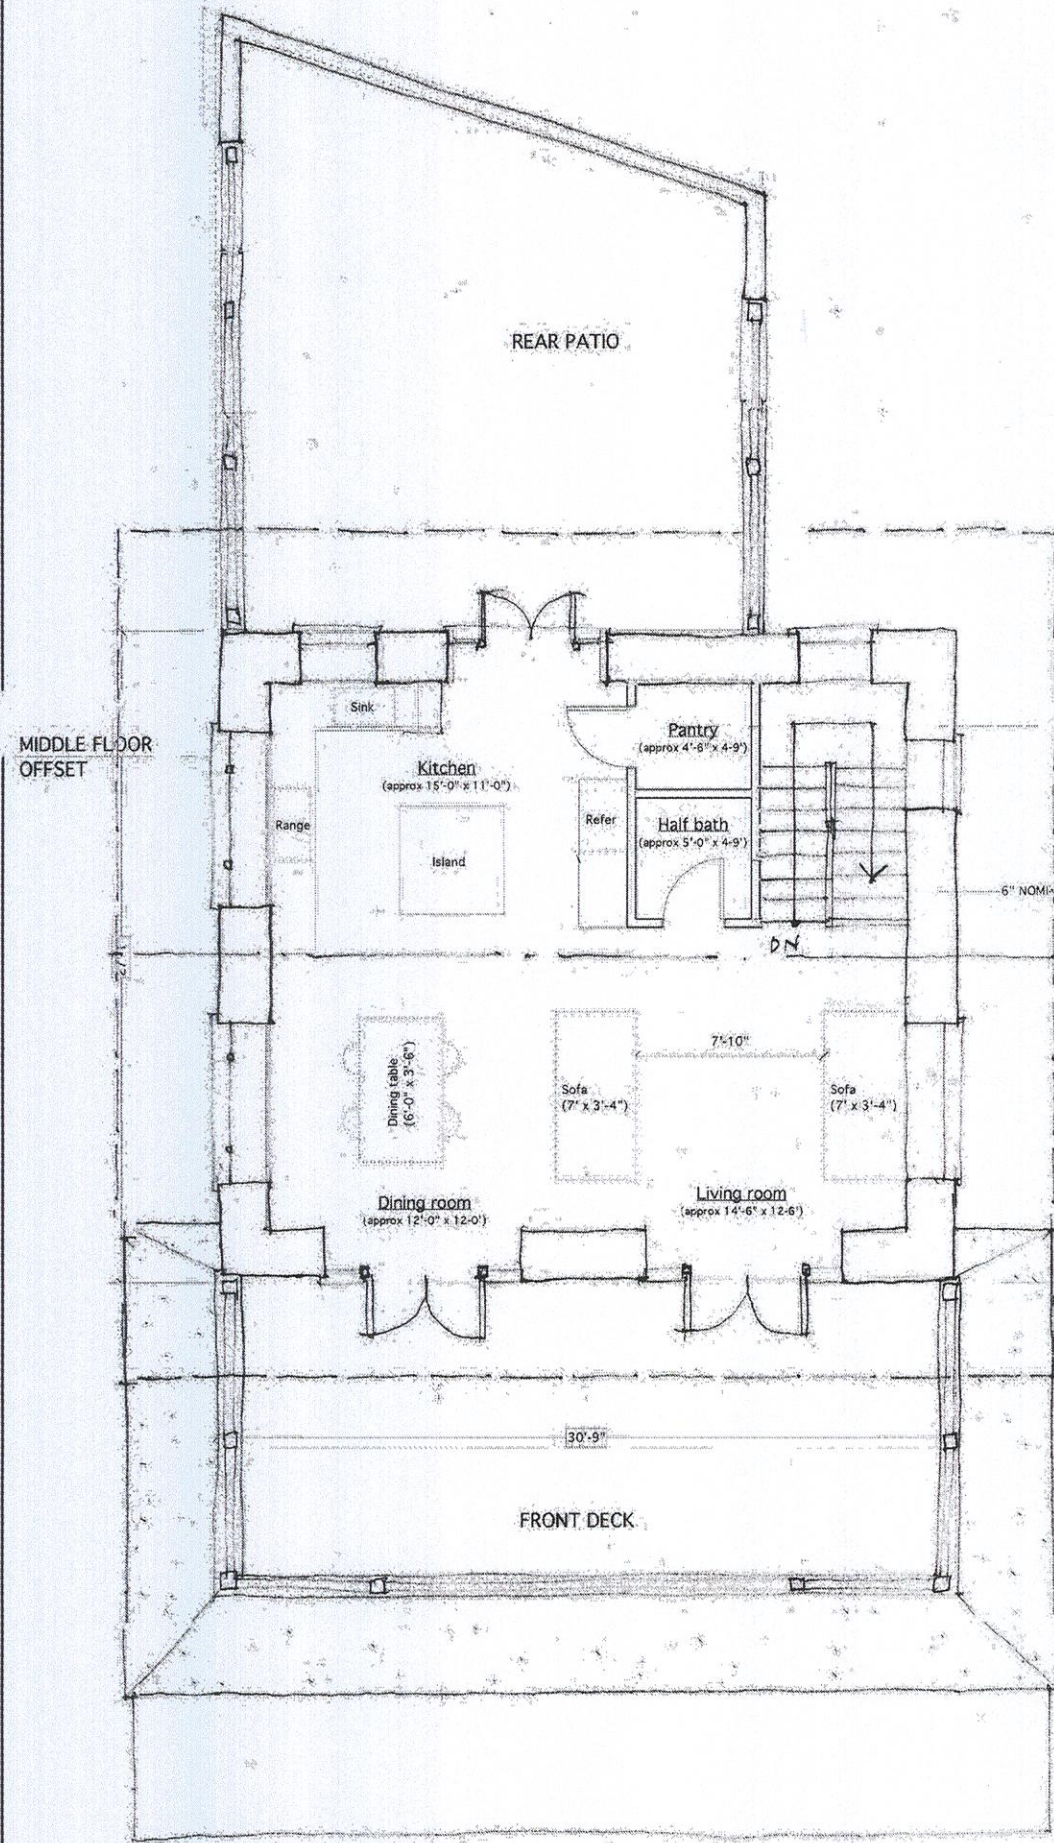 REAR PATIO
MIDDLE FLOOR
OFFSET
Sink
Pantry
(approx 4'-6" x 4-9')
Kitchen
(approx 15'-0" x 11'-0")
Range
Refer
Half bath
(approx 5'-0" x 4-9')
Island
6" NOMI
DN
7'-10"
Dining table
(6'-0" x 3'-6")
Sofa
(7' x 3'-4")
Sofa
(7' x 3'-4")
Dining room
(approx 12'-0" x 12-0')
Living room
(approx 14'-6" x 12-6')
30'-9"
FRONT DECK